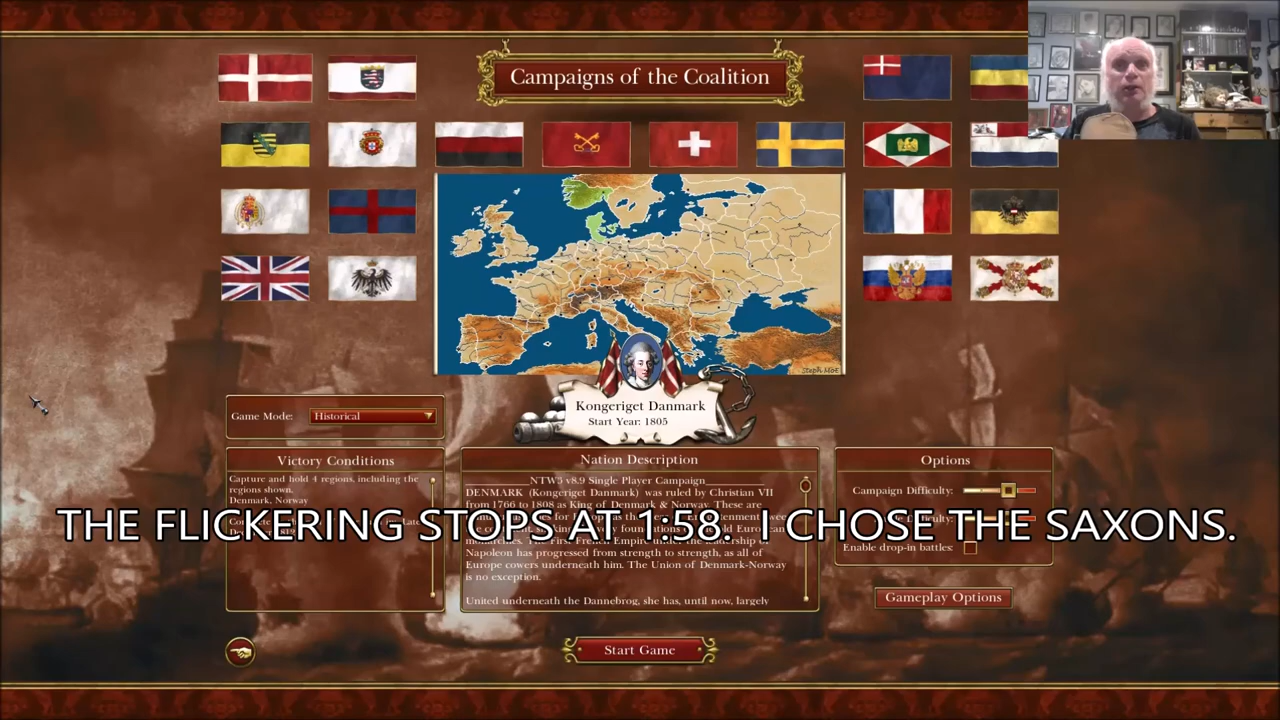 Campaigns of the Coalition
Steph MoE
Kongeriget Danmark
Start Year: 1805
Game Mode:
Historical
Victory Conditions
Capture and hold 4 regions, including the
regions shown.
Denmark, Norway
Nation Description
NTW3 v8.9 Single Player Campaign
DENMARK (Kongeriget Danmark) was ruled by Christian VII
from 1766 to 1808 as King of Denmark & Norway. These are
THE FLICKERING STOPS AT 1:58. I CHOSE THE SAXONS.
Napoleon has progressed from strength to strength, as all of
Europe cowers underneath him. The Union of Denmark-Norway
is no exception.
United underneath the Dannebrog, she has, until now, largely
Options
Campaign Difficulty:
Enable drop-in battles:
Gameplay Options
Start Game